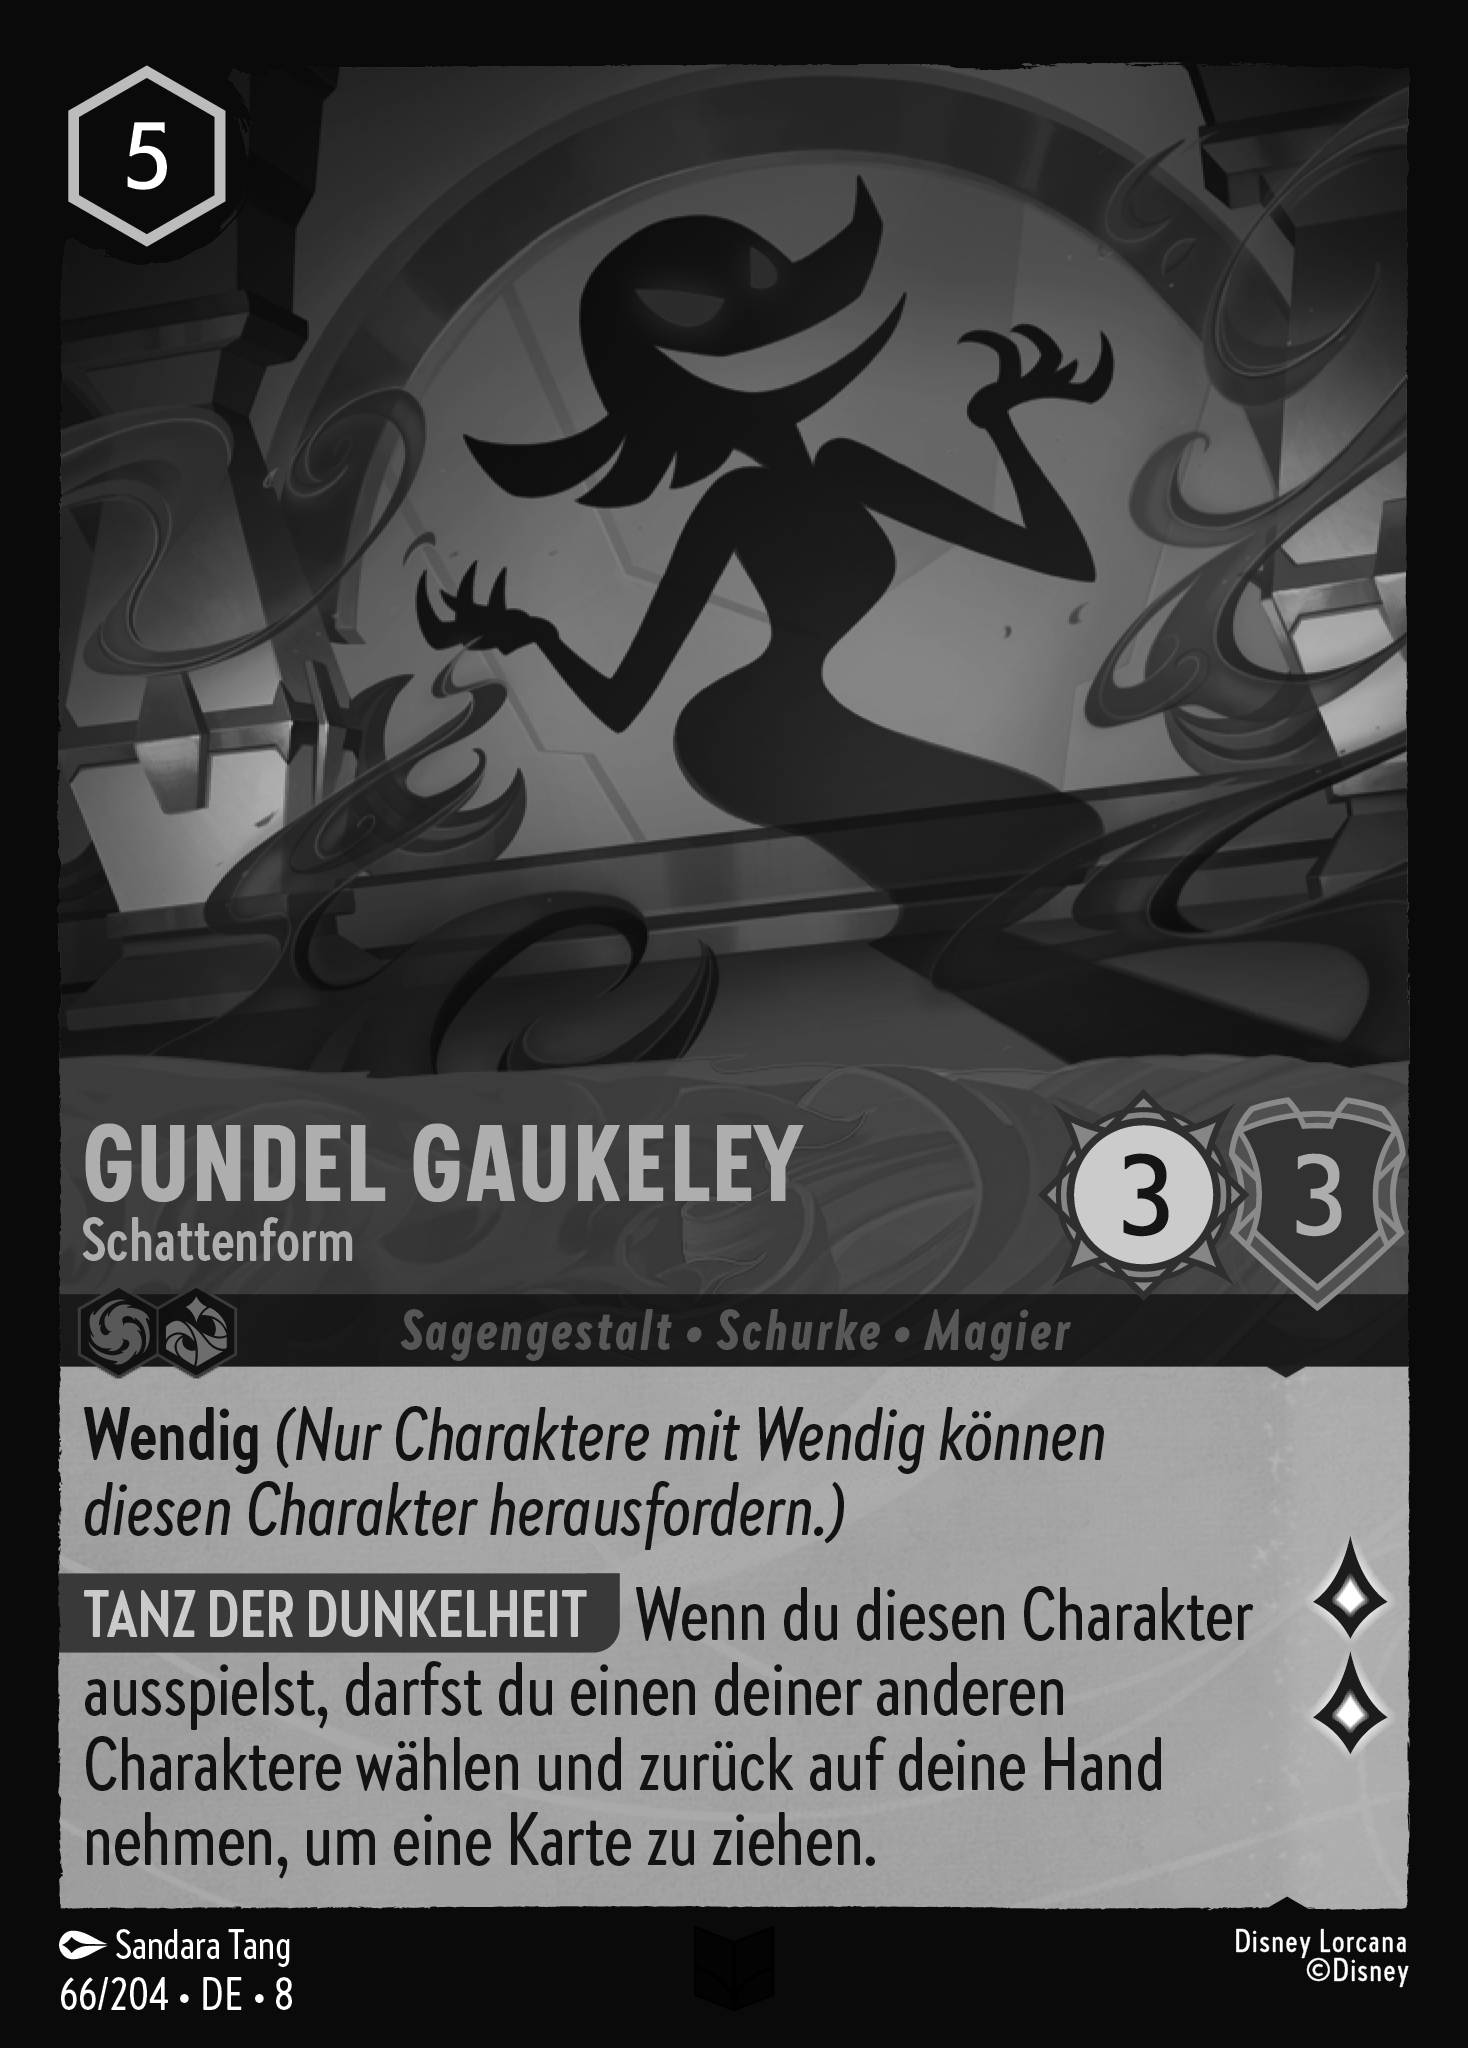 5
GUNDEL GAUKELEY
Schattenform
3
3
Sagengestalt • Schurke • Magier
Wendig (Nur Charaktere mit Wendig können
diesen Charakter herausfordern.)
TANZ DER DUNKELHEIT Wenn du diesen Charakter
ausspielst, darfst du einen deiner anderen
Charaktere wählen und zurück auf deine Hand
nehmen, um eine Karte zu ziehen.
Sandara Tang
66/204 • DE • 8
Disney Lorcana
©Disney